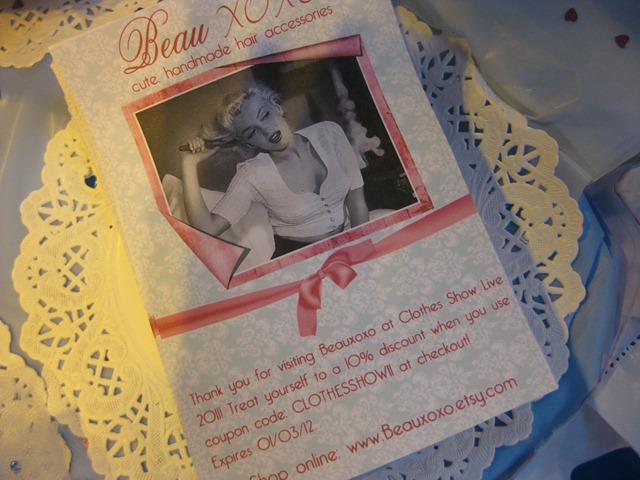 Beau XOXO
cute, handmade hair accessories
Thank you for visiting Beauxoxo at Clothes Show Live
2011! Treat yourself to a 10% discount when you use
coupon code: CLOTHESSHOW11 at checkout!
Expires 01/03/12
Shop online: www.Beauxoxo.etsy.com